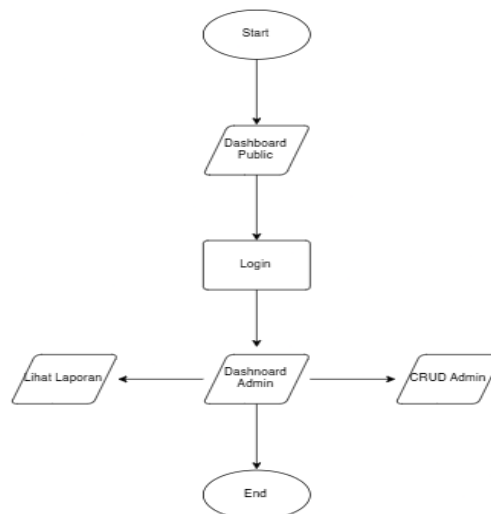 Start
Dashboard
Public
Login
Lihat Laporan
Dashnoard
Admin
CRUD Admin
End